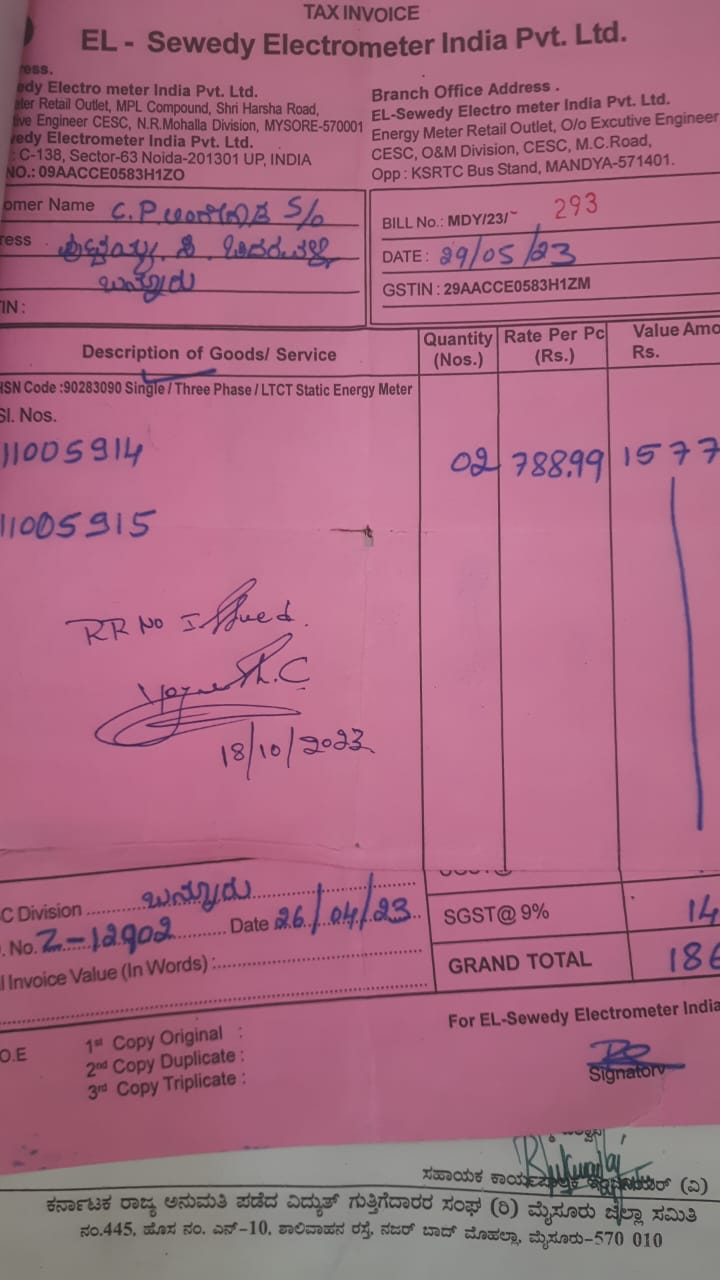 TAX INVOICE
EL - Sewedy Electrometer India Pvt. Ltd.
ress.
edy Electro meter India Pvt. Ltd.
ter Retail Outlet, MPL Compound, Shri Harsha Road,
tive Engineer CESC, N.R.Mohalla Division, MYSORE-570001
vedy Electrometer India Pvt. Ltd.
: C-138, Sector-63 Noida-201301 UP, INDIA
NO.: 09AACCE0583H1ZO
Branch Office Address .
EL-Sewedy Electro meter India Pvt. Ltd.
Energy Meter Retail Outlet, O/o Excutive Engineer
CESC, O&M Division, CESC, M.C.Road,
Opp : KSRTC Bus Stand, MANDYA-571401.
omer Name C.P. S/o
ress
IN :
BILL No.: MDY/23/~ 293
DATE : 29/05/23
GSTIN : 29AACCE0583H1ZM
Description of Goods/ Service
Quantity (Nos.)
Rate Per Pc (Rs.)
Value Amo Rs.
HSN Code :90283090 Single / Three Phase / LTCT Static Energy Meter
Sl. Nos.
11005914 02 788.99 1577
11005915
RR No Issued.
18/10/2023
C Division
. No. Z-12902 Date 26/04/23
l Invoice Value (In Words) :
SGST@ 9% 14
GRAND TOTAL 186
For EL-Sewedy Electrometer India
O.E
1st Copy Original :
2nd Copy Duplicate :
3rd Copy Triplicate :
Signatory
ಸಹಾಯಕ (ವಿ)
ಕರ್ನಾಟಕ ರಾಜ್ಯ ಅನುಮತಿ ಪಡೆದ ವಿದ್ಯುತ್ ಗುತ್ತಿಗೆದಾರರ ಸಂಘ (ರಿ) ಮೈಸೂರು ಜಿಲ್ಲಾ ಸಮಿತಿ
ನಂ.445, ಹೊಸ ನಂ. ಎನ್-10, ಶಾಲಿವಾಹನ ರಸ್ತೆ, ನಜರ್ ಬಾದ್ ಮೊಹಲ್ಲಾ, ಮೈಸೂರು-570 010